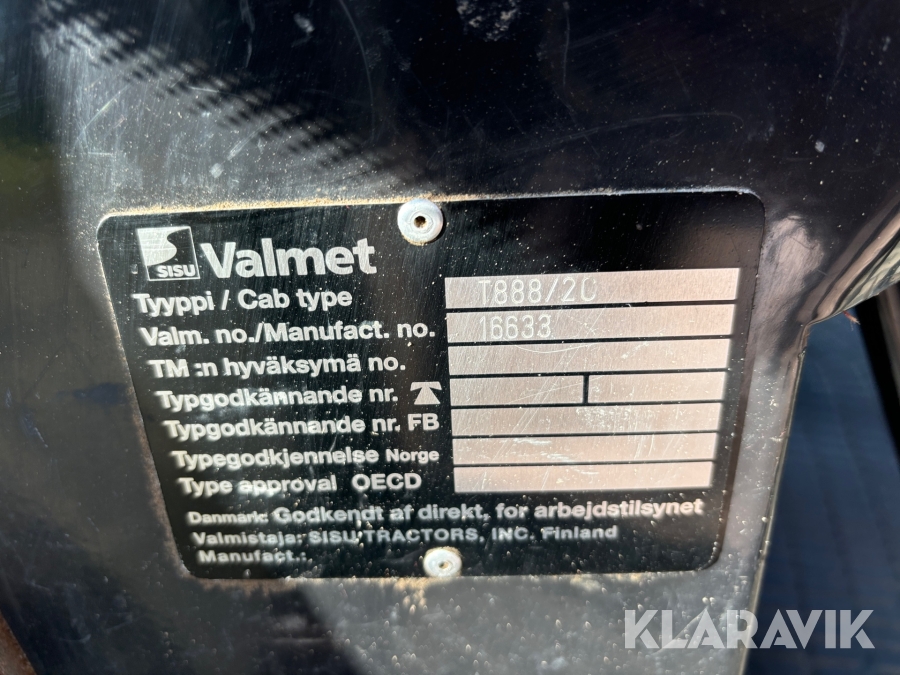 SISU Valmet
Tyyppi / Cab type T888/20
Valm. no./Manufact. no. 16633
TM :n hyväksymä no.
Typgodkännande nr.
Typgodkännande nr. FB
Typegodkjennelse Norge
Type approval OECD
Danmark: Godkendt af direkt. for arbejdstilsynet
Valmistaja: SISU TRACTORS, INC. Finland
Manufact.:
KLARAVIK